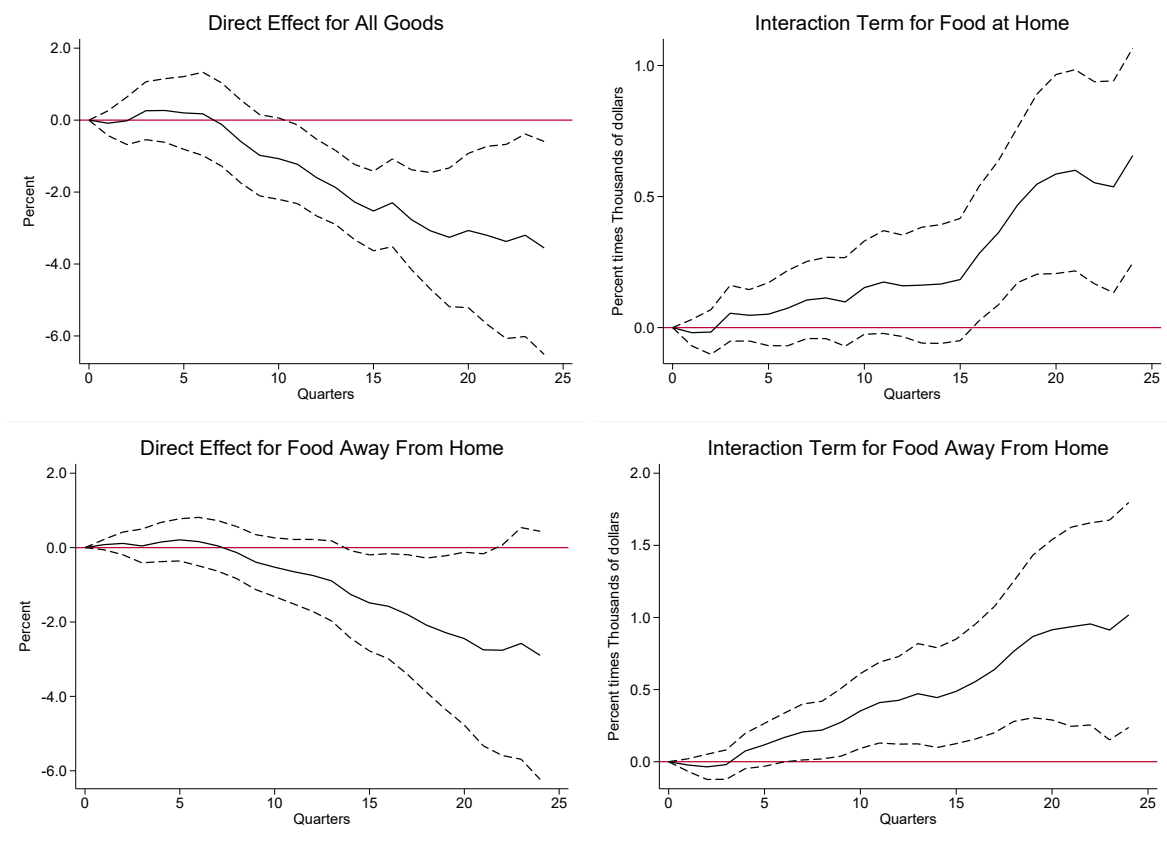 Direct Effect for All Goods
2.0
0.0
-2.0
-4.0
-6.0
Percent
0 5 10 15 20 25
Quarters
Interaction Term for Food at Home
1.0
0.5
0.0
Percent times Thousands of dollars
0 5 10 15 20 25
Quarters
Direct Effect for Food Away From Home
2.0
0.0
-2.0
-4.0
-6.0
Percent
0 5 10 15 20 25
Quarters
Interaction Term for Food Away From Home
2.0
1.5
1.0
0.5
0.0
Percent times Thousands of dollars
0 5 10 15 20 25
Quarters